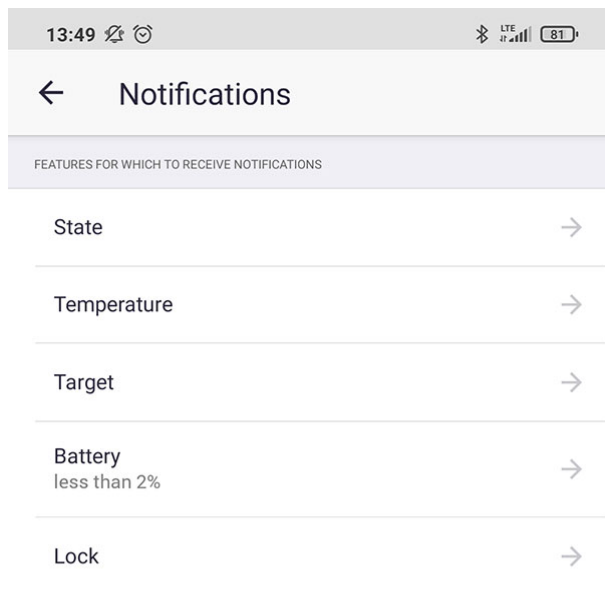 13:49
LTE
81
Notifications
FEATURES FOR WHICH TO RECEIVE NOTIFICATIONS
State
Temperature
Target
Battery
less than 2%
Lock